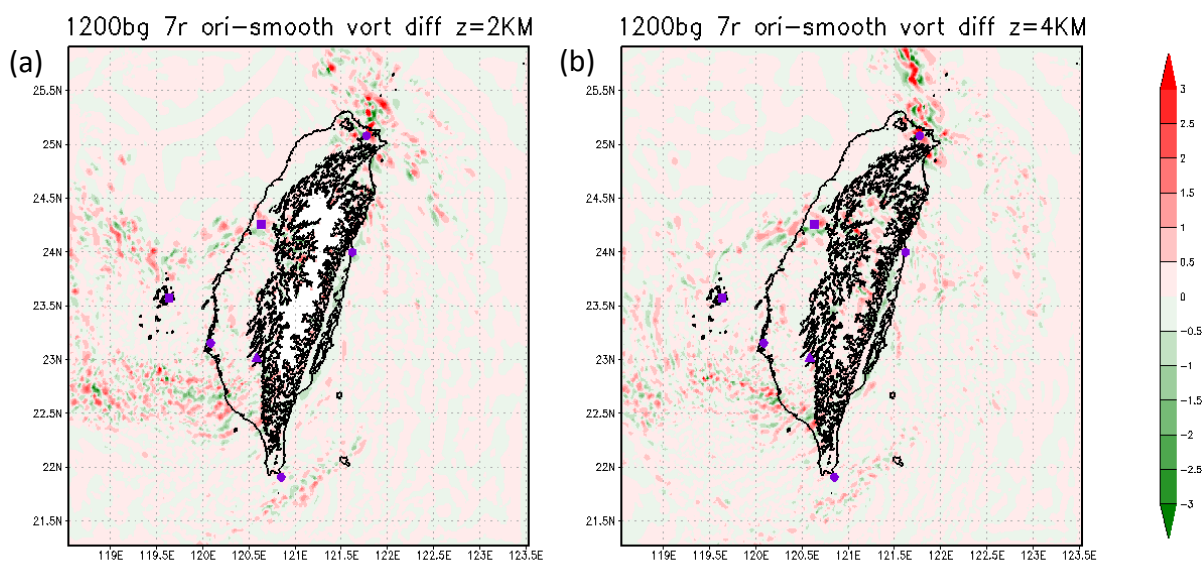 1200bg 7r ori-smooth vort diff z=2KM
1200bg 7r ori-smooth vort diff z=4KM
(a)
(b)
25.5N
25N
24.5N
24N
23.5N
23N
22.5N
22N
21.5N
119E 119.5E 120E 120.5E 121E 121.5E 122E 122.5E 123E 123.5E
25.5N
25N
24.5N
24N
23.5N
23N
22.5N
22N
21.5N
119E 119.5E 120E 120.5E 121E 121.5E 122E 122.5E 123E 123.5E
3
2.5
2
1.5
1
0.5
0
-0.5
-1
-1.5
-2
-2.5
-3